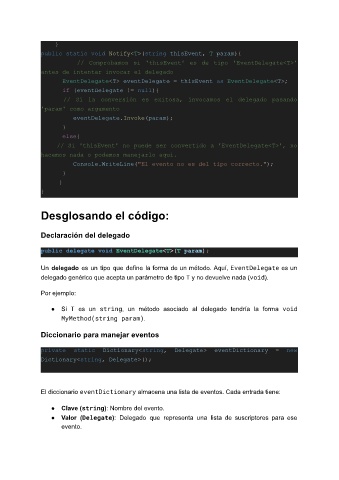 }
public static void Notify<T>(string thisEvent, T param){
// Comprobamos si 'thisEvent' es de tipo 'EventDelegate<T>'
antes de intentar invocar el delegado
EventDelegate<T> eventDelegate = thisEvent as EventDelegate<T>;
if (eventDelegate != null){
// Si la conversión es exitosa, invocamos el delegado pasando
'param' como argumento
eventDelegate.Invoke(param);
}
else{
// Si 'thisEvent' no puede ser convertido a 'EventDelegate<T>', no
hacemos nada o podemos manejarlo aquí.
Console.WriteLine("El evento no es del tipo correcto.");
}
}
}
Desglosando el código:
Declaración del delegado
public delegate void EventDelegate<T>(T param);
Un delegado es un tipo que define la forma de un método. Aquí, EventDelegate es un
delegado genérico que acepta un parámetro de tipo T y no devuelve nada (void).
Por ejemplo:
● Si T es un string, un método asociado al delegado tendría la forma void
MyMethod(string param).
Diccionario para manejar eventos
private static Dictionary<string, Delegate> eventDictionary = new
Dictionary<string, Delegate>();
El diccionario eventDictionary almacena una lista de eventos. Cada entrada tiene:
● Clave (string): Nombre del evento.
● Valor (Delegate): Delegado que representa una lista de suscriptores para ese
evento.